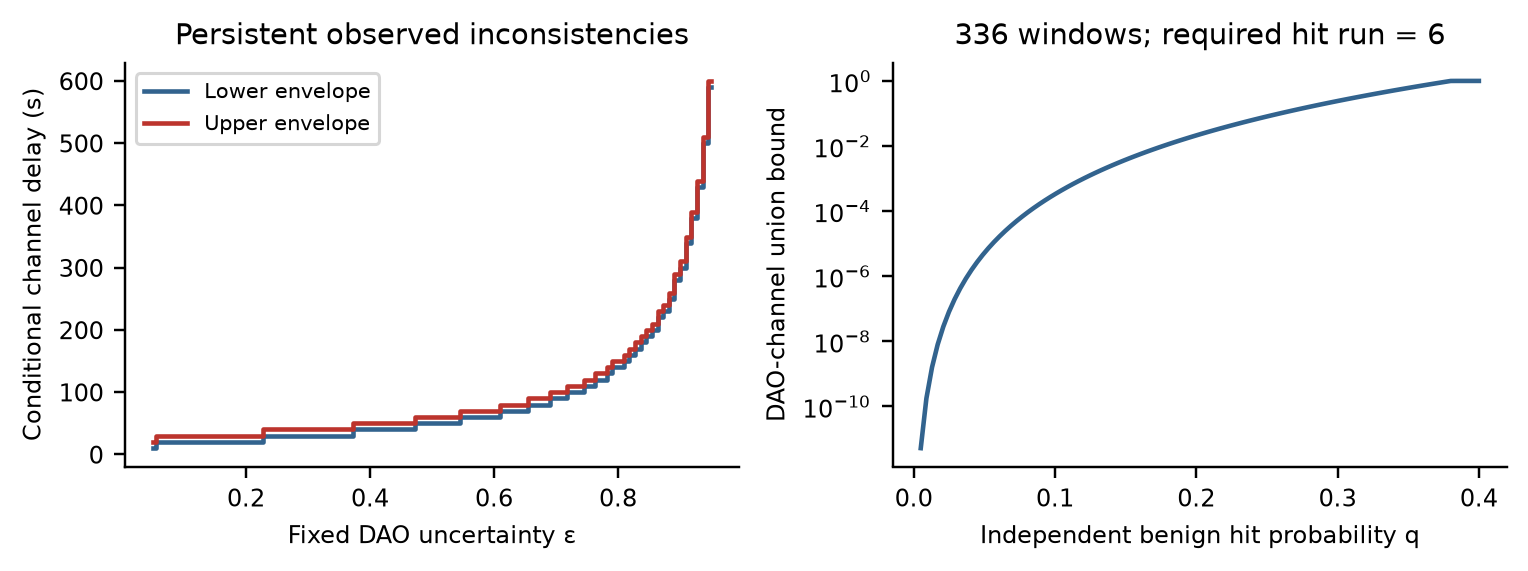 Persistent observed inconsistencies
Conditional channel delay (s)
600
500
400
300
200
100
0
Lower envelope
Upper envelope
0.2 0.4 0.6 0.8
Fixed DAO uncertainty ε
336 windows; required hit run = 6
DAO-channel union bound
10⁰
10⁻²
10⁻⁴
10⁻⁶
10⁻⁸
10⁻¹⁰
0.0 0.1 0.2 0.3 0.4
Independent benign hit probability q